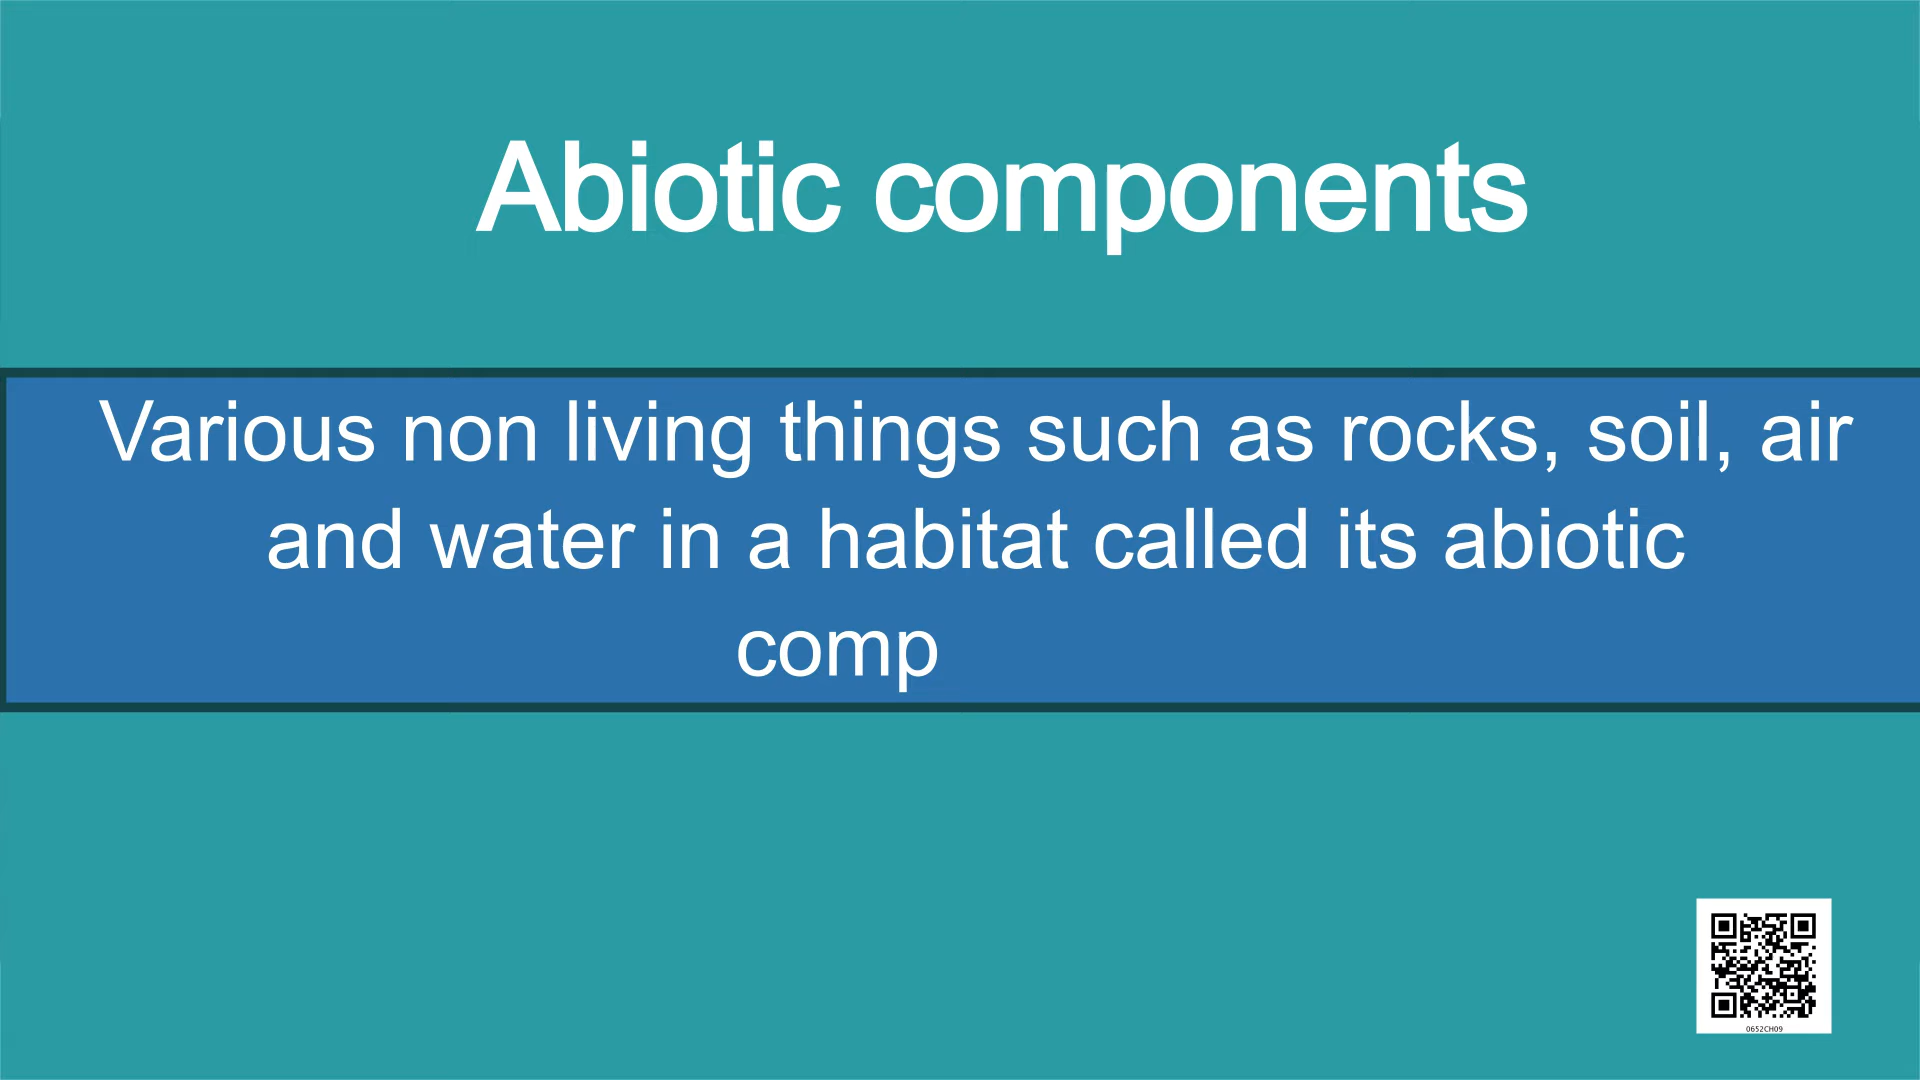 Abiotic components
Various non living things such as rocks, soil, air
and water in a habitat called its abiotic
comp
0652CH09